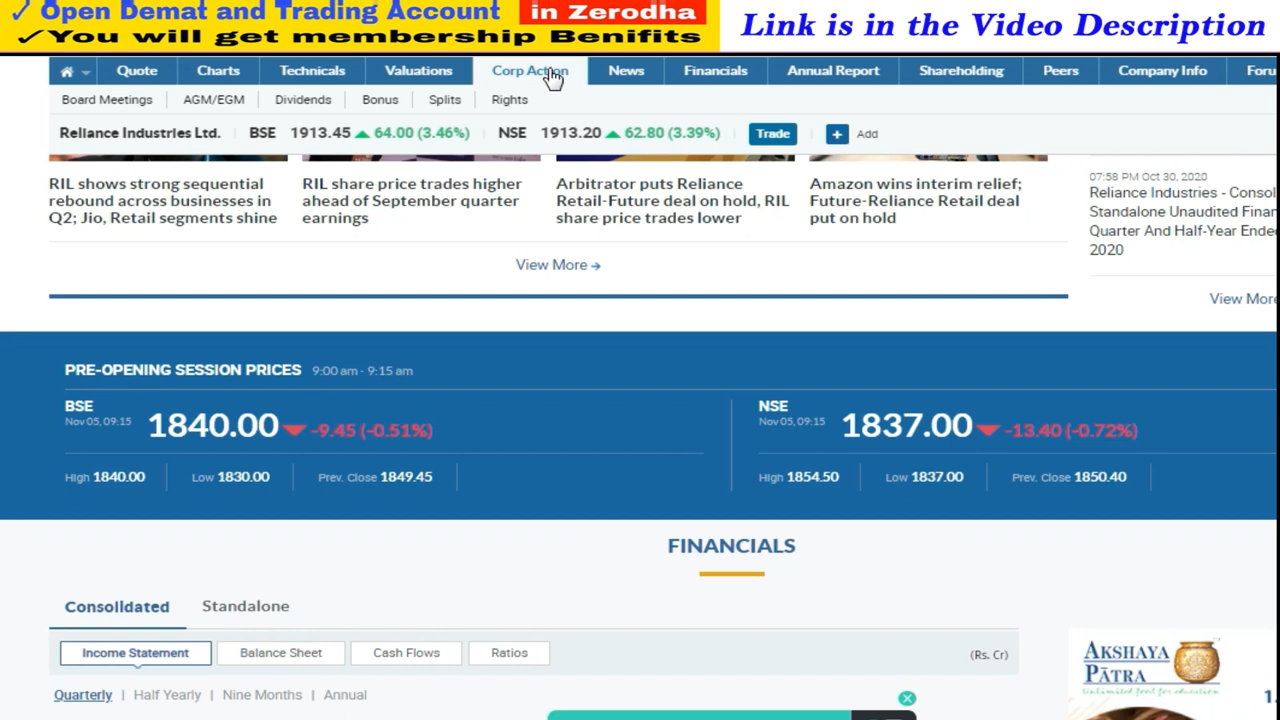 ✓ Open Demat and Trading Account in Zerodha
✓You will get membership Benifits
Link is in the Video Description
Quote Charts Technicals Valuations Corp Action News Financials Annual Report Shareholding Peers Company Info Foru
Board Meetings AGM/EGM Dividends Bonus Splits Rights
Reliance Industries Ltd. BSE 1913.45 64.00 (3.46%) NSE 1913.20 62.80 (3.39%) Trade + Add
RIL shows strong sequential
rebound across businesses in
Q2; Jio, Retail segments shine
RIL share price trades higher
ahead of September quarter
earnings
Arbitrator puts Reliance
Retail-Future deal on hold, RIL
share price trades lower
Amazon wins interim relief;
Future-Reliance Retail deal
put on hold
07:58 PM Oct 30, 2020
Reliance Industries - Consol
Standalone Unaudited Finan
Quarter And Half-Year Ende
2020
View More →
View More
PRE-OPENING SESSION PRICES 9:00 am - 9:15 am
BSE
Nov 05, 09:15
1840.00 -9.45 (-0.51%)
High 1840.00 Low 1830.00 Prev. Close 1849.45
NSE
Nov 05, 09:15
1837.00 -13.40 (-0.72%)
High 1854.50 Low 1837.00 Prev. Close 1850.40
FINANCIALS
Consolidated Standalone
Income Statement Balance Sheet Cash Flows Ratios (Rs. Cr)
Quarterly | Half Yearly | Nine Months | Annual
AKSHAYA
PĀTRA
Unlimited food for education
1.